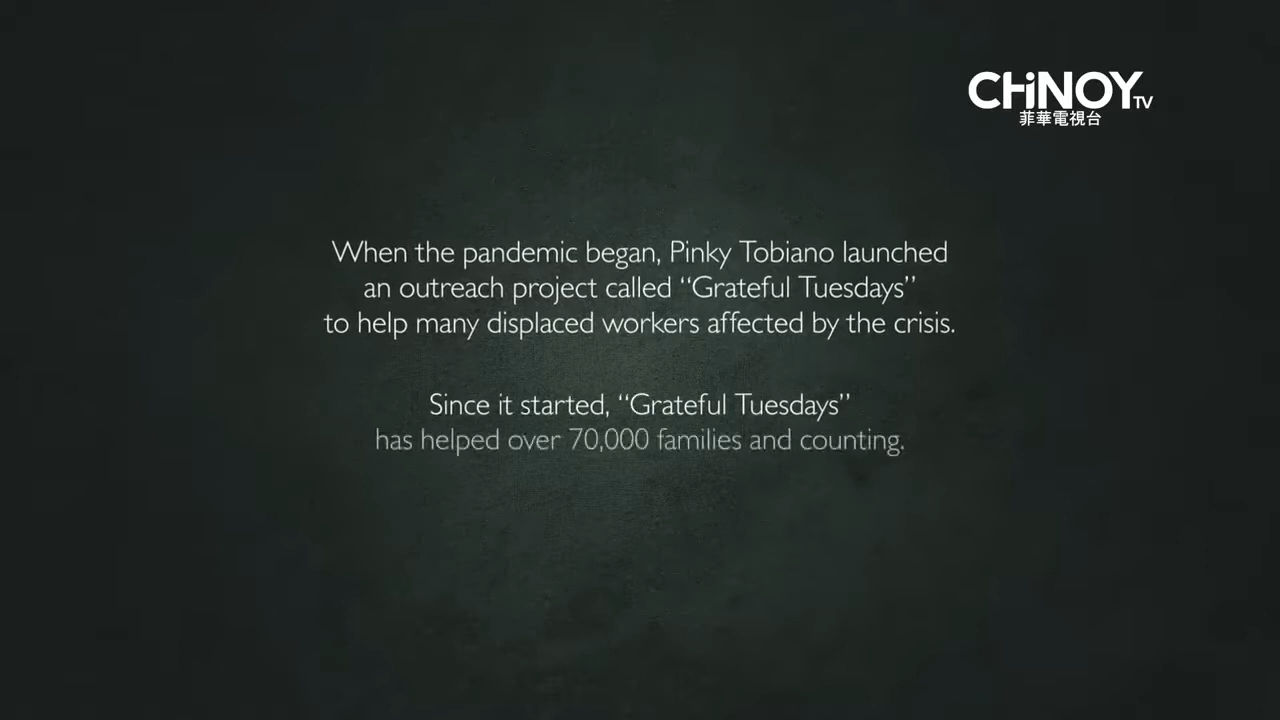 CHiNOY TV
菲華電視台
When the pandemic began, Pinky Tobiano launched
an outreach project called “Grateful Tuesdays”
to help many displaced workers affected by the crisis.
Since it started, “Grateful Tuesdays”
has helped over 70,000 families and counting.